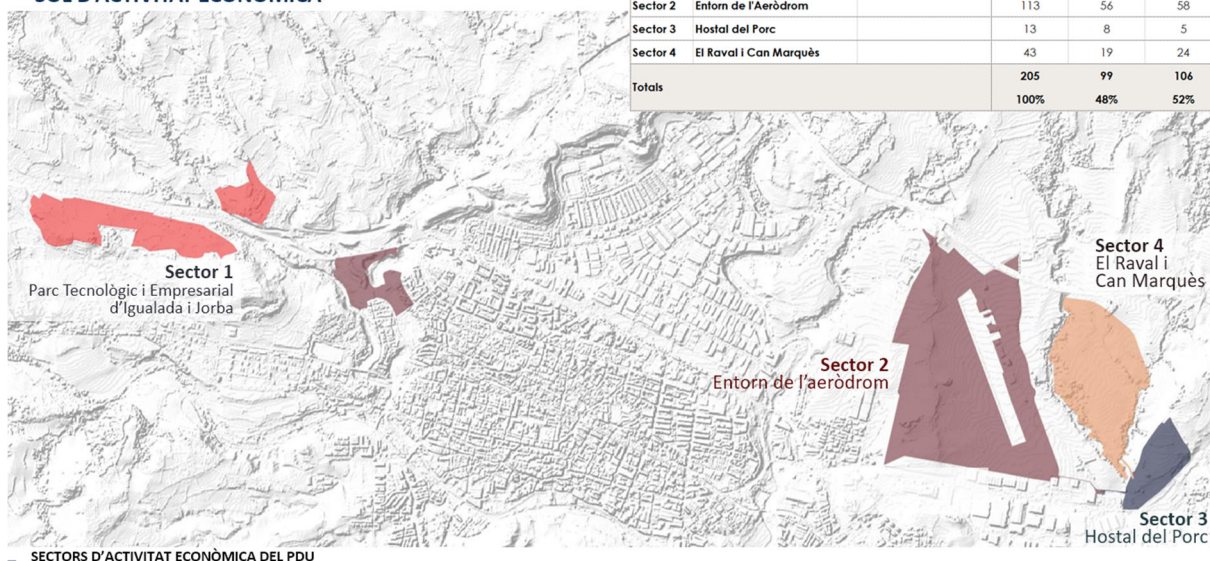 SÒL D'ACTIVITAT ECONÒMICA
Sector 2 Entorn de l'Aeròdrom 113 56 58
Sector 3 Hostal del Porc 13 8 5
Sector 4 El Raval i Can Marquès 43 19 24
Totals 205 99 106
100% 48% 52%
Sector 1
Parc Tecnològic i Empresarial
d'Igualada i Jorba
Sector 4
El Raval i
Can Marquès
Sector 2
Entorn de l'aeròdrom
Sector 3
Hostal del Porc
SECTORS D'ACTIVITAT ECONÒMICA DEL PDU